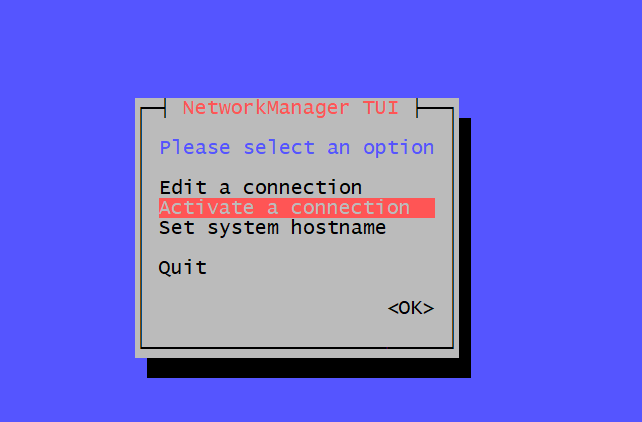 NetworkManager TUI
Please select an option
Edit a connection
Activate a connection
Set system hostname
Quit
<OK>